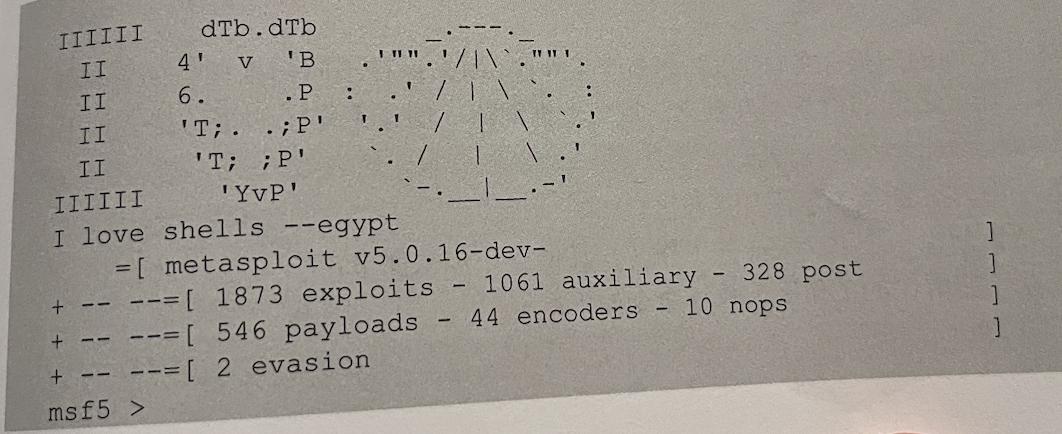 IIIIII    dTb.dTb        _.---._
  II     4'  v  'B   .'"".'/|\`.""'.
  II     6.     .P  :  .' / | \ `.  :
  II     'T;. .;P'  '.'  /  |  \  `.'
  II      'T; ;P'    `. /   |   \ .'
IIIIII     'YvP'       `-.__|__.-'
I love shells --egypt
=[ metasploit v5.0.16-dev- ]
+ -- --=[ 1873 exploits - 1061 auxiliary - 328 post ]
+ -- --=[ 546 payloads - 44 encoders - 10 nops ]
+ -- --=[ 2 evasion ]
msf5 >